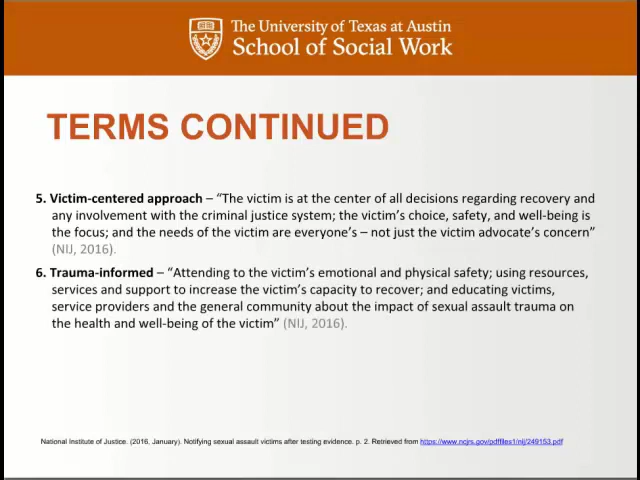 The University of Texas at Austin
School of Social Work
TERMS CONTINUED
5. Victim-centered approach – “The victim is at the center of all decisions regarding recovery and
any involvement with the criminal justice system; the victim’s choice, safety, and well-being is
the focus; and the needs of the victim are everyone’s – not just the victim advocate’s concern”
(NIJ, 2016).
6. Trauma-informed – “Attending to the victim’s emotional and physical safety; using resources,
services and support to increase the victim’s capacity to recover; and educating victims,
service providers and the general community about the impact of sexual assault trauma on
the health and well-being of the victim” (NIJ, 2016).
National Institute of Justice. (2016, January). Notifying sexual assault victims after testing evidence. p. 2. Retrieved from https://www.ncjrs.gov/pdffiles1/nij/249153.pdf